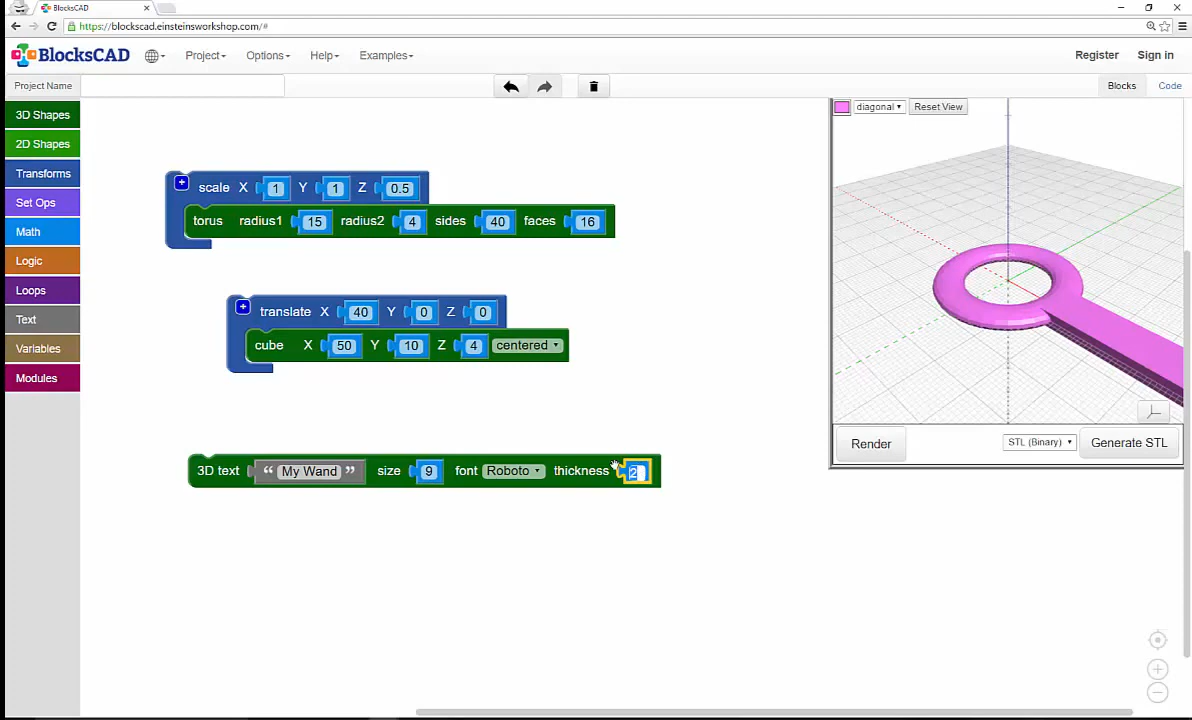 BlocksCAD
https://blockscad.einsteinsworkshop.com/#
BlocksCAD Project Options Help Examples Register Sign in
Project Name Blocks Code
3D Shapes
2D Shapes
Transforms
Set Ops
Math
Logic
Loops
Text
Variables
Modules
scale X 1 Y 1 Z 0.5
torus radius1 15 radius2 4 sides 40 faces 16
translate X 40 Y 0 Z 0
cube X 50 Y 10 Z 4 centered
3D text “ My Wand ” size 9 font Roboto thickness 2
diagonal Reset View
Render STL (Binary) Generate STL